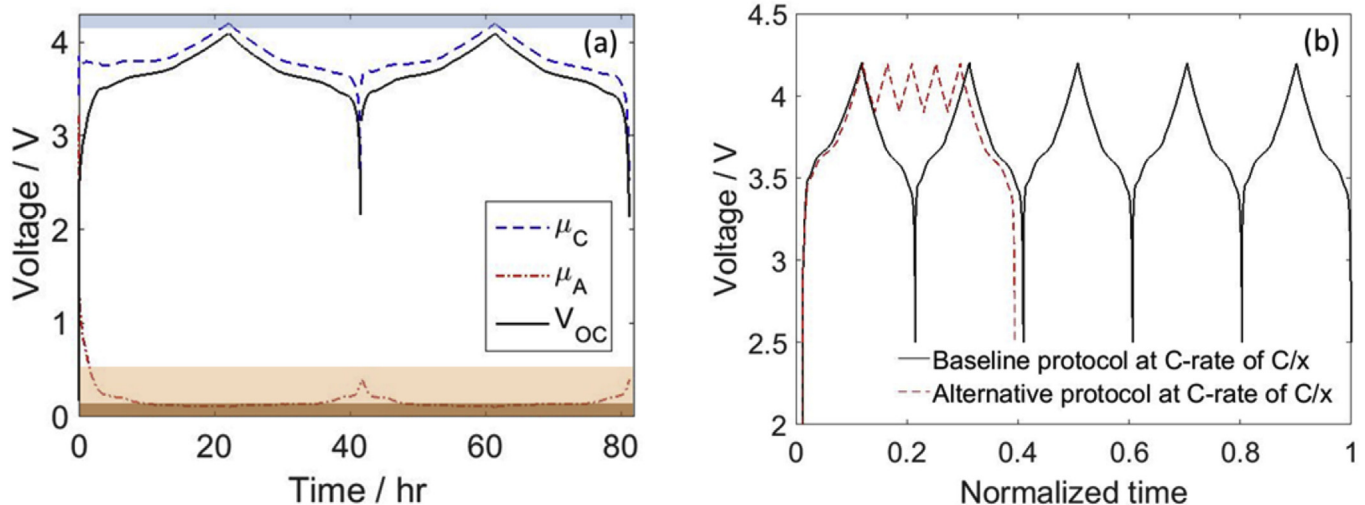 (a)
Voltage / V
4
3
2
1
0
μC
μA
VOC
0 20 40 60 80
Time / hr
(b)
Voltage / V
4.5
4
3.5
3
2.5
2
Baseline protocol at C-rate of C/x
Alternative protocol at C-rate of C/x
0 0.2 0.4 0.6 0.8 1
Normalized time